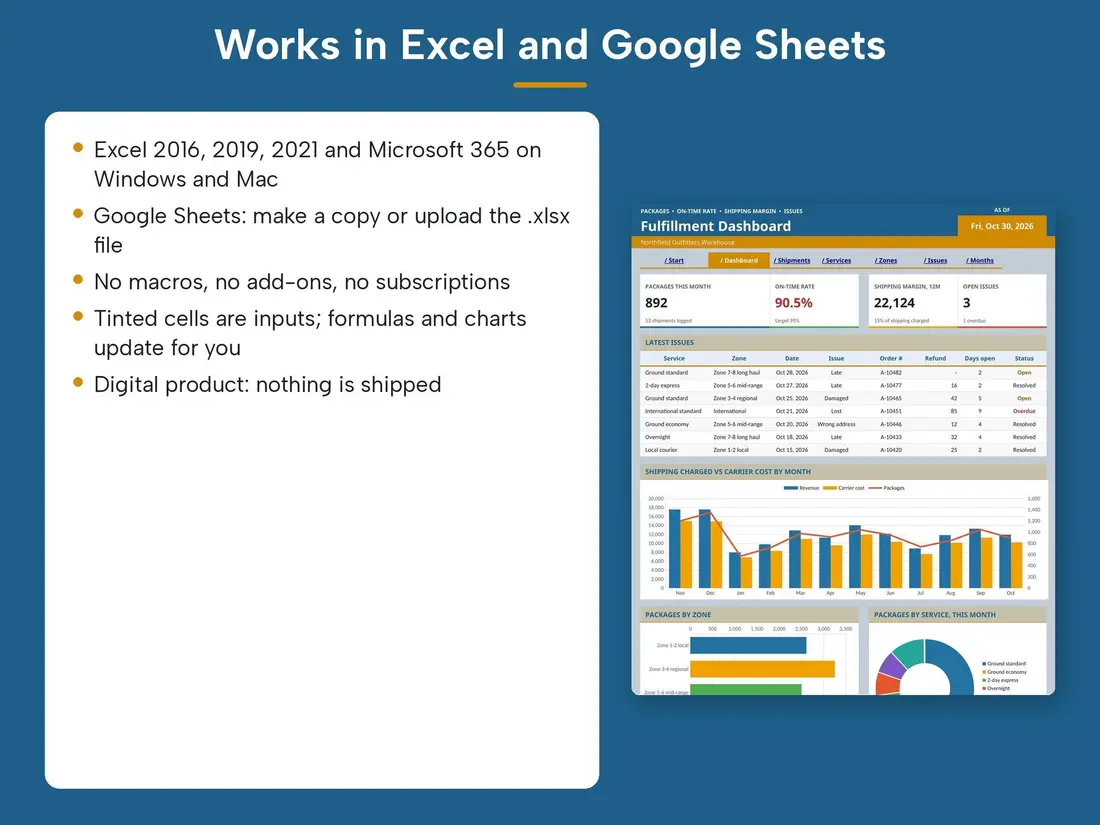 Works in Excel and Google Sheets
Excel 2016, 2019, 2021 and Microsoft 365 on
Windows and Mac
Google Sheets: make a copy or upload the .xlsx
file
No macros, no add-ons, no subscriptions
Tinted cells are inputs; formulas and charts
update for you
Digital product: nothing is shipped
PACKAGES • ON-TIME RATE • SHIPPING MARGIN • ISSUES
AS OF
Fulfillment Dashboard
Fri, Oct 30, 2026
Northfield Outfitters Warehouse
/ Start / Dashboard / Shipments / Services / Zones / Issues / Months
PACKAGES THIS MONTH ON-TIME RATE SHIPPING MARGIN, 12M OPEN ISSUES
892 90.5% 22,124 3
53 shipments logged target 95% 15% of shipping charged 1 overdue
LATEST ISSUES
Service Zone Date Issue Order # Refund Days open Status
Ground standard Zone 7-8 long haul Oct 28, 2026 Late A-10482 - 2 Open
2-day express Zone 5-6 mid-range Oct 27, 2026 Late A-10477 16 2 Resolved
Ground standard Zone 3-4 regional Oct 25, 2026 Damaged A-10465 42 5 Open
International standard International Oct 21, 2026 Lost A-10451 85 9 Overdue
Ground economy Zone 5-6 mid-range Oct 20, 2026 Wrong address A-10446 12 4 Resolved
Overnight Zone 7-8 long haul Oct 18, 2026 Late A-10433 32 4 Resolved
Local courier Zone 1-2 local Oct 15, 2026 Damaged A-10420 25 2 Resolved
SHIPPING CHARGED VS CARRIER COST BY MONTH
Revenue Carrier cost Packages
20,000 1,600
18,000
16,000 1,400
14,000 1,200
12,000 1,000
10,000
8,000 800
6,000 600
4,000 400
2,000 200
0 0
Nov Dec Jan Feb Mar Apr May Jun Jul Aug Sep Oct
PACKAGES BY ZONE
0 500 1,000 1,500 2,000 2,500 3,000 3,500
Zone 1-2 local
Zone 3-4 regional
Zone 5-6 mid-range
PACKAGES BY SERVICE, THIS MONTH
Ground standard
Ground economy
2-day express
Overnight